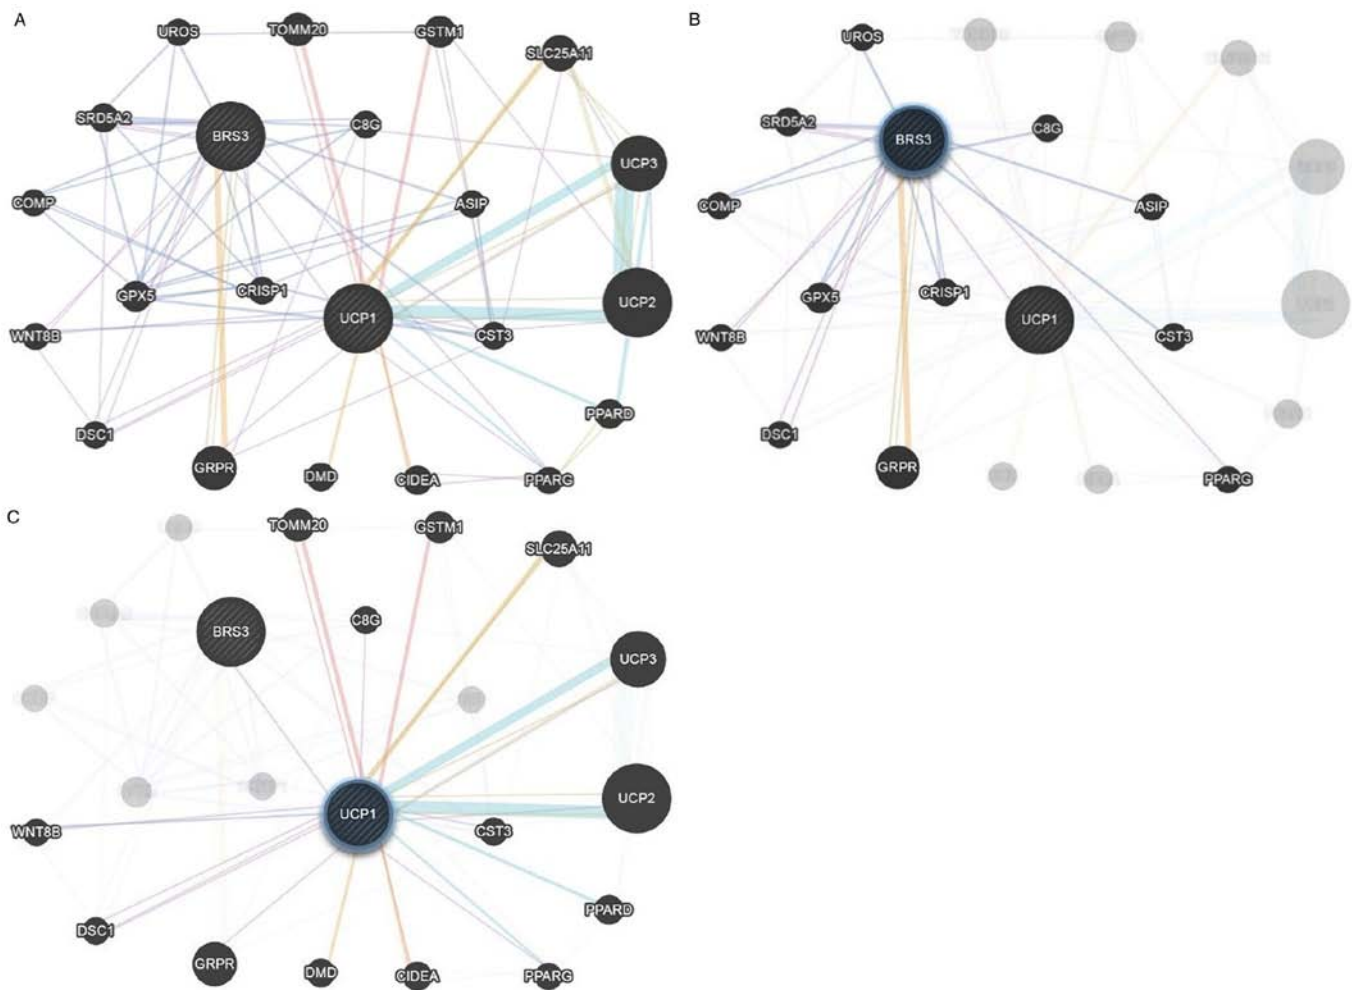 A
UROS
TOMM20
GSTM1
SLC25A11
SRD5A2
BRS3
C8G
UCP3
COMP
ASIP
GPX5
CRISP1
UCP1
UCP2
WNT8B
CST3
PPARD
DSC1
GRPR
DMD
CIDEA
PPARG
B
UROS
SRD5A2
BRS3
C8G
COMP
ASIP
GPX5
CRISP1
UCP1
WNT8B
CST3
DSC1
GRPR
PPARG
C
TOMM20
GSTM1
SLC25A11
BRS3
C8G
UCP3
UCP1
UCP2
WNT8B
CST3
PPARD
DSC1
GRPR
DMD
CIDEA
PPARG